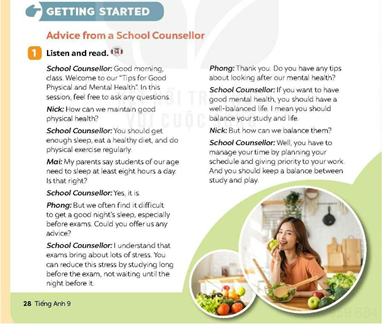 GETTING STARTED
Advice from a School Counsellor
1 Listen and read.
School Counsellor: Good morning,
class. Welcome to our "Tips for Good
Physical and Mental Health". In this
session, feel free to ask any questions.
Nick: How can we maintain good
physical health?
School Counsellor: You should get
enough sleep, eat a healthy diet, and do
physical exercise regularly.
Mai: My parents say students of our age
need to sleep at least eight hours a day.
Is that right?
School Counsellor: Yes, it is.
Phong: But we often find it difficult
to get a good night's sleep, especially
before exams. Could you offer us any
advice?
School Counsellor: I understand that
exams bring about lots of stress. You
can reduce this stress by studying long
before the exam, not waiting until the
night before it.
Phong: Thank you. Do you have any tips
about looking after our mental health?
School Counsellor: If you want to have
good mental health, you should have a
well-balanced life. I mean you should
balance your study and life.
Nick: But how can we balance them?
School Counsellor: Well, you have to
manage your time by planning your
schedule and giving priority to your work.
And you should keep a balance between
study and play.
28 Tiếng Anh 9